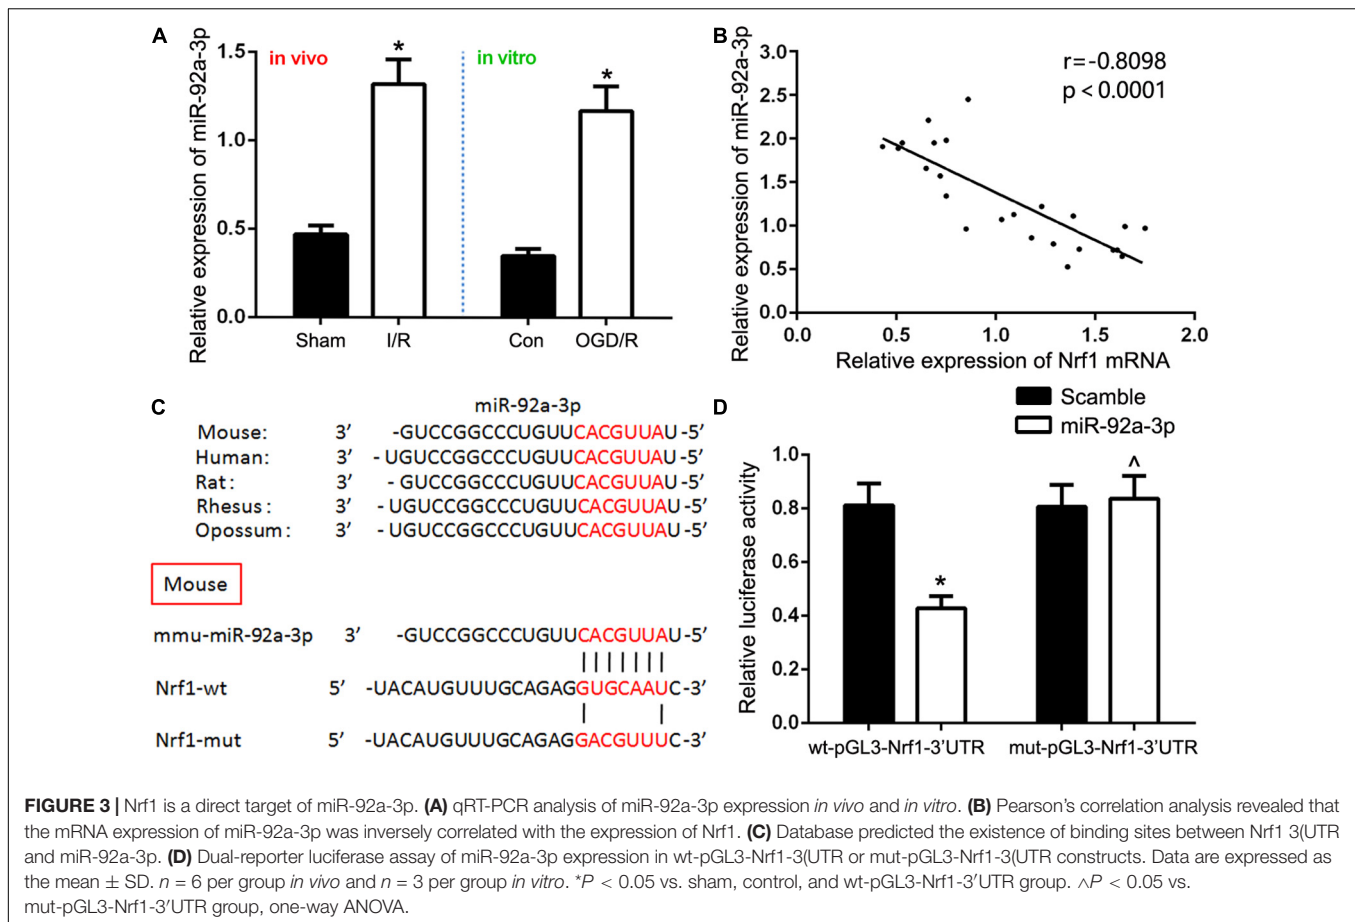 A
Relative expression of miR-92a-3p
1.5
1.0
0.5
0.0
in vivo
in vitro
*
*
Sham
I/R
Con
OGD/R
B
Relative expression of miR-92a-3p
3.0
2.5
2.0
1.5
1.0
0.5
0.0
r=-0.8098
p<0.0001
0.0
0.5
1.0
1.5
2.0
Relative expression of Nrf1 mRNA
C
miR-92a-3p
Mouse: 3’ -GUCCGGCCCUGUUCACGUUAU-5’
Human: 3’ - UGUCCGGCCCUGUUCACGUUAU-5’
Rat: 3’ - GUCCGGCCCUGUUCACGUUAU-5’
Rhesus: 3’ - UGUCCGGCCCUGUUCACGUUAU-5’
Opossum: 3’ - UGUCCGGCCCUGUUCACGUUAU-5’
Mouse
mmu-miR-92a-3p 3’ -GUCCGGCCCUGUUCACGUUAU-5’
Nrf1-wt 5’ -UACAUGUUUGCAGAGGUGCAAUC-3’
Nrf1-mut 5’ -UACAUGUUUGCAGAGGACGUUUC-3’
D
Scamble
miR-92a-3p
Relative luciferase activity
1.0
0.8
0.6
0.4
0.2
0.0
*
^
wt-pGL3-Nrf1-3'UTR
mut-pGL3-Nrf1-3'UTR
FIGURE 3 | Nrf1 is a direct target of miR-92a-3p. (A) qRT-PCR analysis of miR-92a-3p expression in vivo and in vitro. (B) Pearson’s correlation analysis revealed that
the mRNA expression of miR-92a-3p was inversely correlated with the expression of Nrf1. (C) Database predicted the existence of binding sites between Nrf1 3(UTR
and miR-92a-3p. (D) Dual-reporter luciferase assay of miR-92a-3p expression in wt-pGL3-Nrf1-3(UTR or mut-pGL3-Nrf1-3(UTR constructs. Data are expressed as
the mean ± SD. n = 6 per group in vivo and n = 3 per group in vitro. *P < 0.05 vs. sham, control, and wt-pGL3-Nrf1-3′UTR group. ∧P < 0.05 vs.
mut-pGL3-Nrf1-3′UTR group, one-way ANOVA.